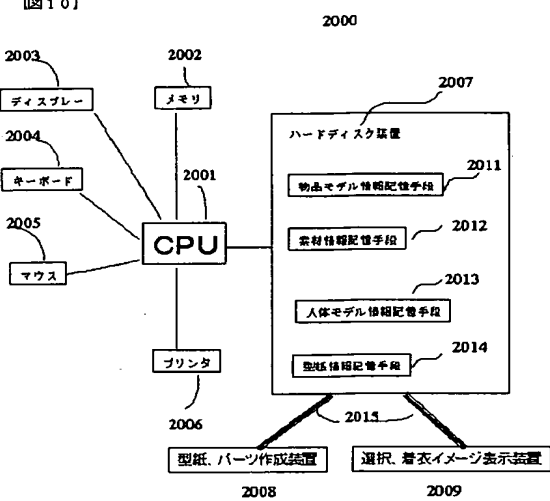 【図10】
2000
2003
ディスプレー
2002
メモリ
2004
キーボード
2001
CPU
2005
マウス
プリンタ
2006
2007
ハードディスク装置
物品モデル情報記憶手段
2011
素材情報記憶手段
2012
2013
人体モデル情報記憶手段
2014
型紙情報記憶手段
2015
型紙、パーツ作成装置
2008
選択、着衣イメージ表示装置
2009